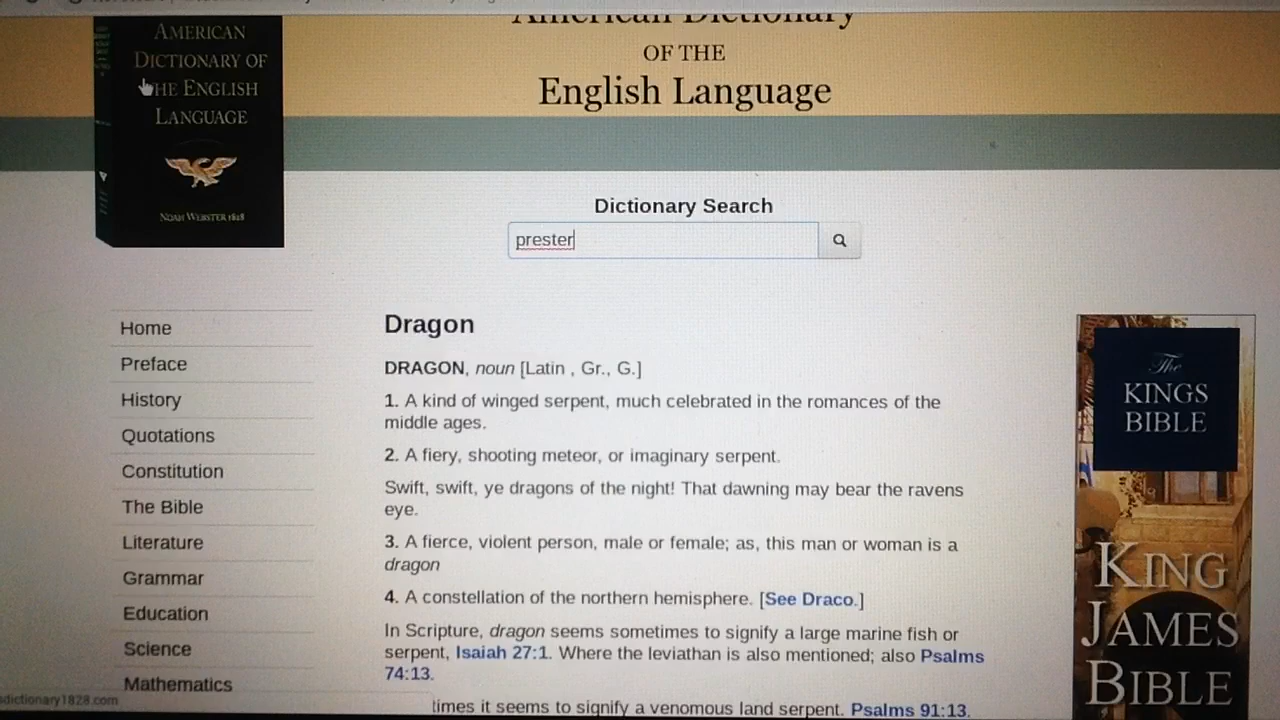 American Dictionary
OF THE
English Language
AMERICAN
DICTIONARY OF
THE ENGLISH
LANGUAGE
NOAH WEBSTER 1828
Dictionary Search
prester
Home
Preface
History
Quotations
Constitution
The Bible
Literature
Grammar
Education
Science
Mathematics
dictionary1828.com
Dragon
DRAGON, noun [Latin , Gr., G.]
1. A kind of winged serpent, much celebrated in the romances of the
middle ages.
2. A fiery, shooting meteor, or imaginary serpent.
Swift, swift, ye dragons of the night! That dawning may bear the ravens
eye.
3. A fierce, violent person, male or female; as, this man or woman is a
dragon
4. A constellation of the northern hemisphere. [See Draco.]
In Scripture, dragon seems sometimes to signify a large marine fish or
serpent, Isaiah 27:1. Where the leviathan is also mentioned; also Psalms
74:13.
times it seems to signify a venomous land serpent. Psalms 91:13.
The
KINGS
BIBLE
KING
JAMES
BIBLE